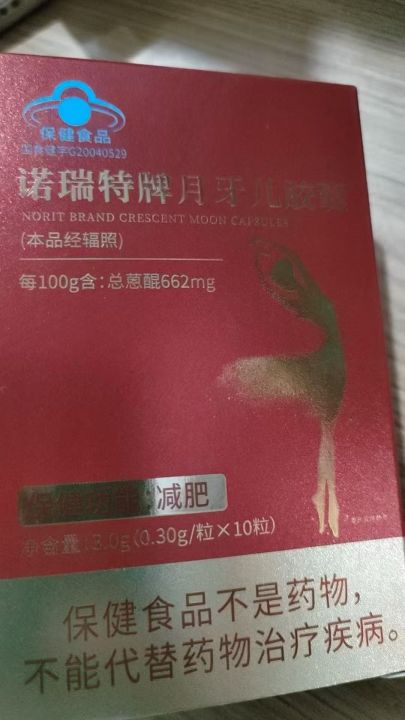 保健食品
国食健字G20040529
诺瑞特牌月牙儿胶囊
NORIT BRAND CRESCENT MOON CAPSULES
(本品经辐照)
每100g含:总蒽醌662mg
保健功能 减肥
净含量:3.0g(0.30g/粒×10粒)
保健食品不是药物,
不能代替药物治疗疾病。